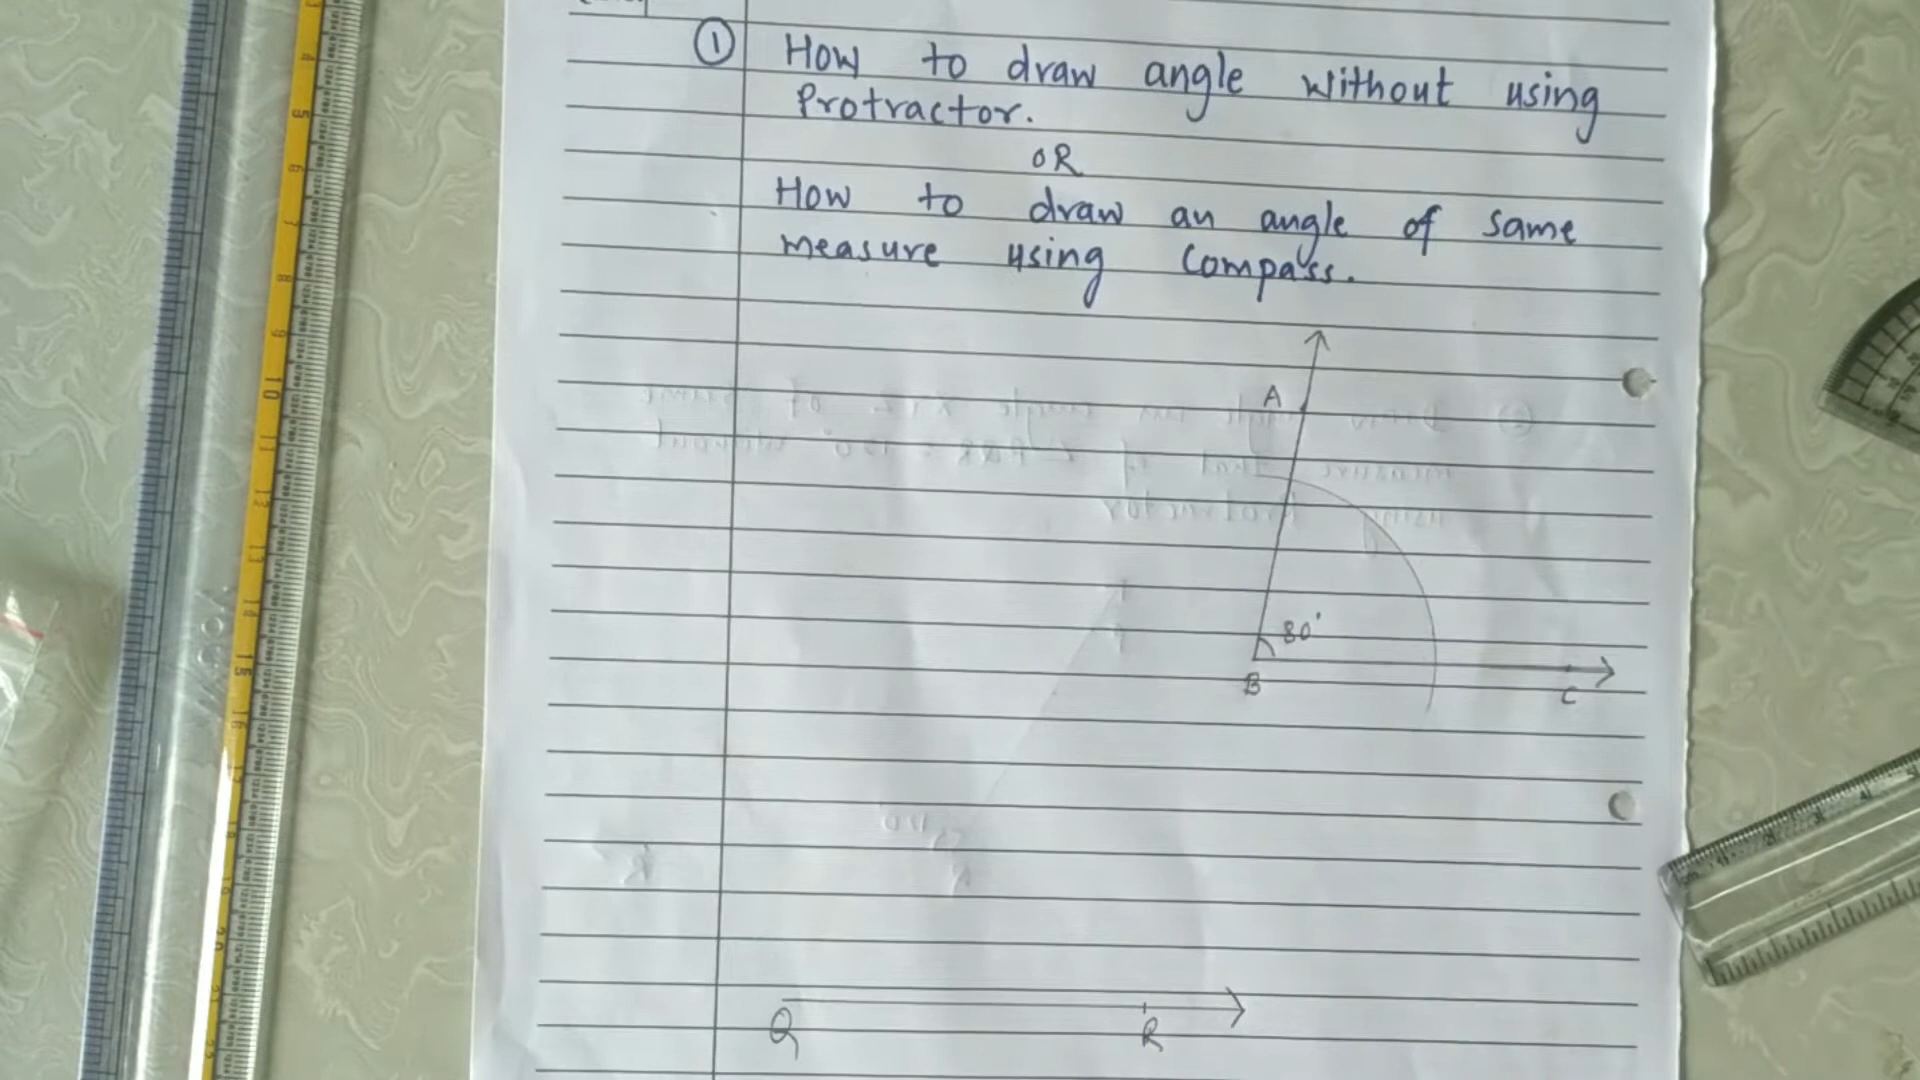 ① How to draw angle without using
Protractor.
OR
How to draw an angle of same
measure using Compass.
A
80°
B
C
Q
R